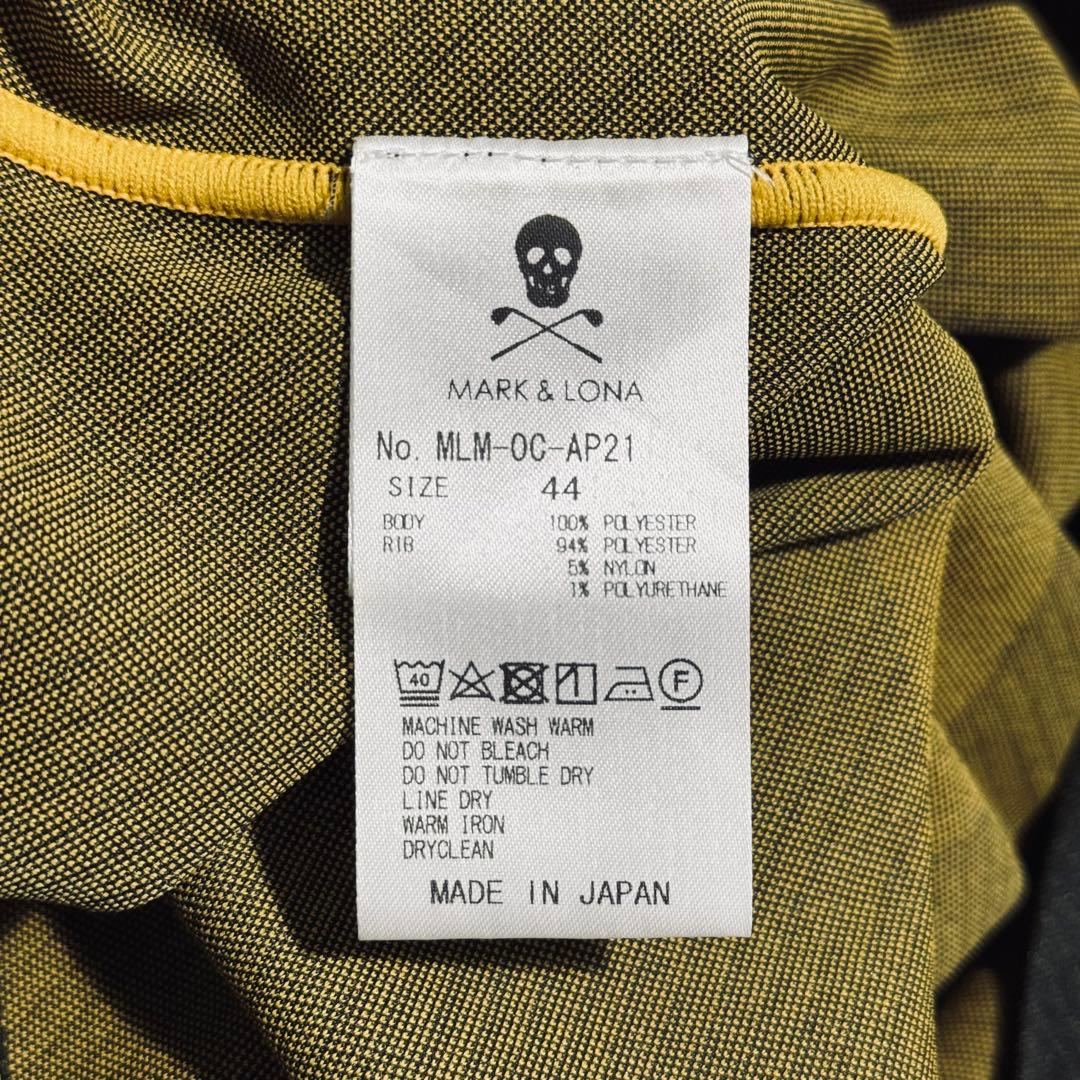 MARK & LONA
No. MLM-OC-AP21
SIZE 44
BODY 100% POLYESTER
RIB 94% POLYESTER
5% NYLON
1% POLYURETHANE
40 F
MACHINE WASH WARM
DO NOT BLEACH
DO NOT TUMBLE DRY
LINE DRY
WARM IRON
DRYCLEAN
MADE IN JAPAN